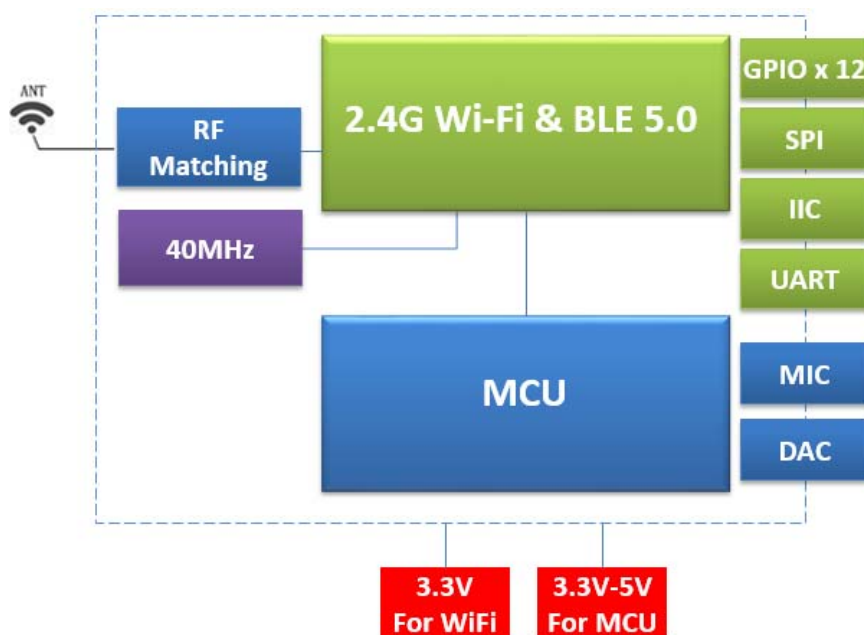 ANT
RF
Matching
2.4G Wi-Fi & BLE 5.0
40MHz
GPIO x 12
SPI
IIC
UART
MCU
MIC
DAC
3.3V
For WiFi
3.3V-5V
For MCU